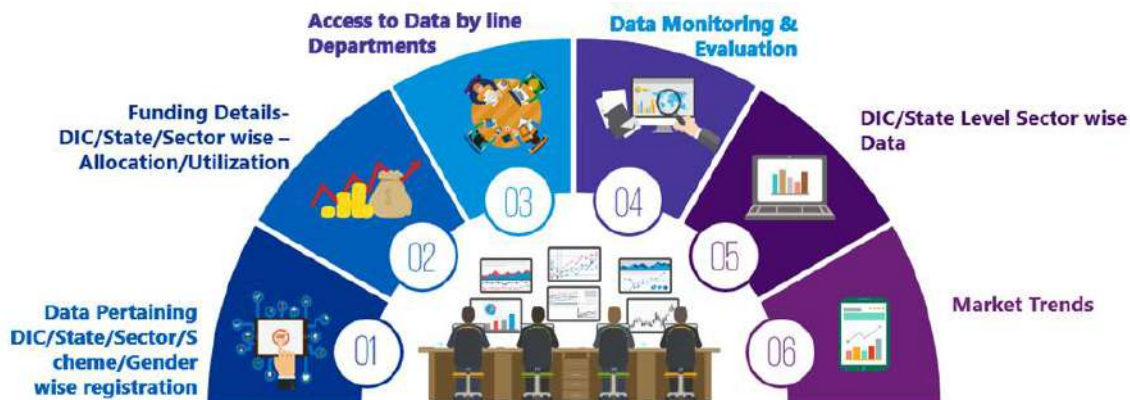 Access to Data by line
Departments
Data Monitoring &
Evaluation
Funding Details-
DIC/State/Sector wise –
Allocation/Utilization
DIC/State Level Sector wise
Data
03
04
02
05
Data Pertaining
DIC/State/Sector/S
cheme/Gender
wise registration
01
06
Market Trends